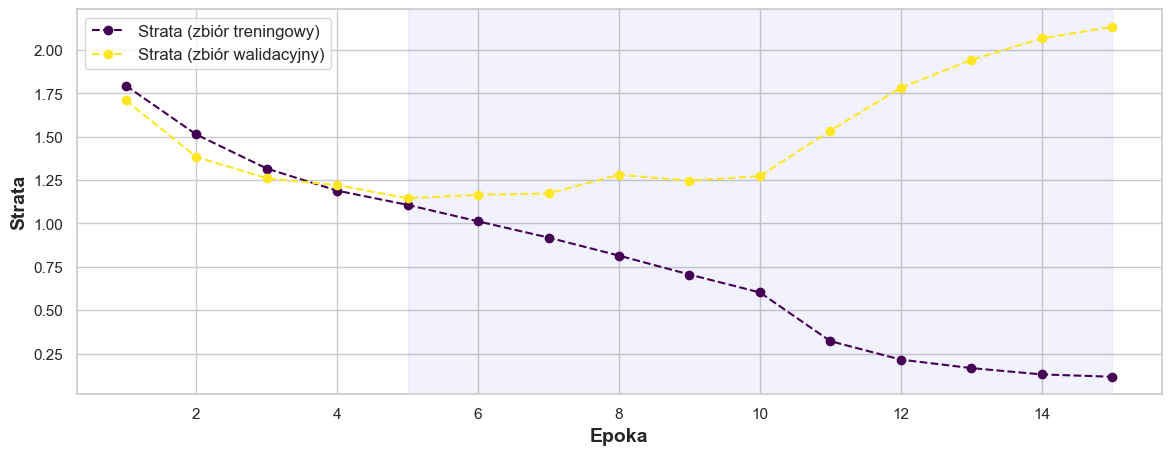 Strata (zbiór treningowy)
Strata (zbiór walidacyjny)
2.00
1.75
1.50
1.25
1.00
0.75
0.50
0.25
Strata
2 4 6 8 10 12 14
Epoka